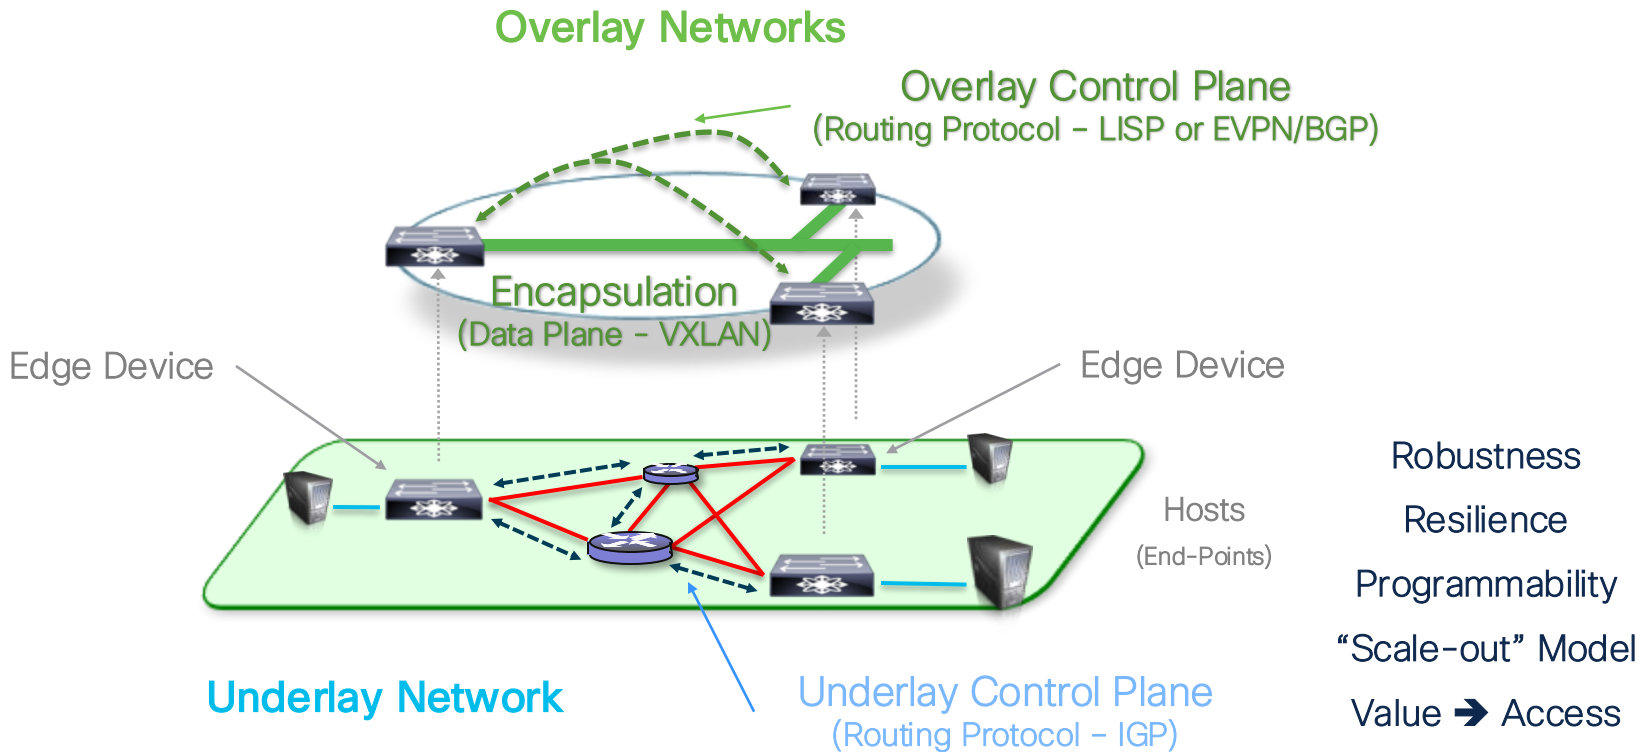 Overlay Networks
Overlay Control Plane
(Routing Protocol – LISP or EVPN/BGP)
Encapsulation
(Data Plane – VXLAN)
Edge Device
Edge Device
Hosts
(End-Points)
Robustness
Resilience
Programmability
“Scale-out” Model
Value ➔ Access
Underlay Network
Underlay Control Plane
(Routing Protocol – IGP)